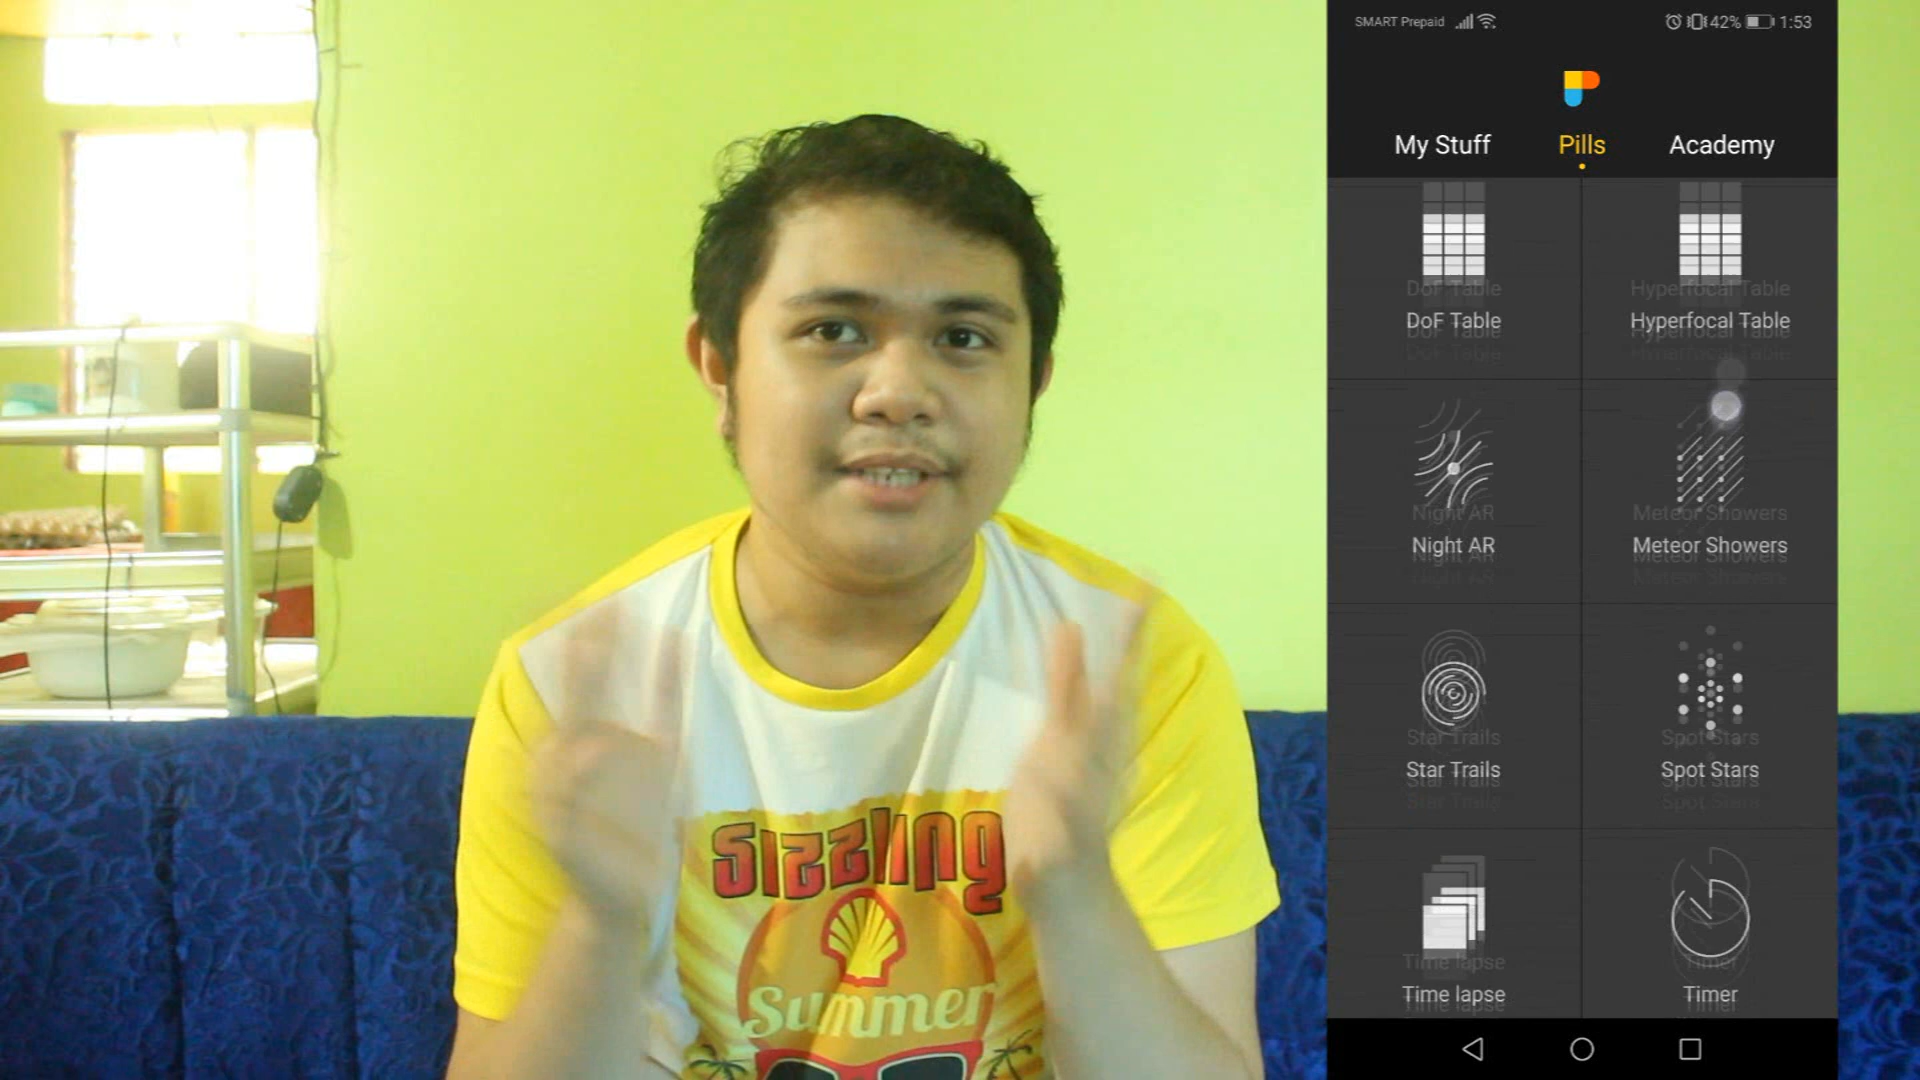 SMART Prepaid 42% 1:53
My Stuff Pills Academy
DoF Table Hyperfocal Table
Night AR Meteor Showers
Star Trails Spot Stars
Time lapse Timer
Sizzling
Summer